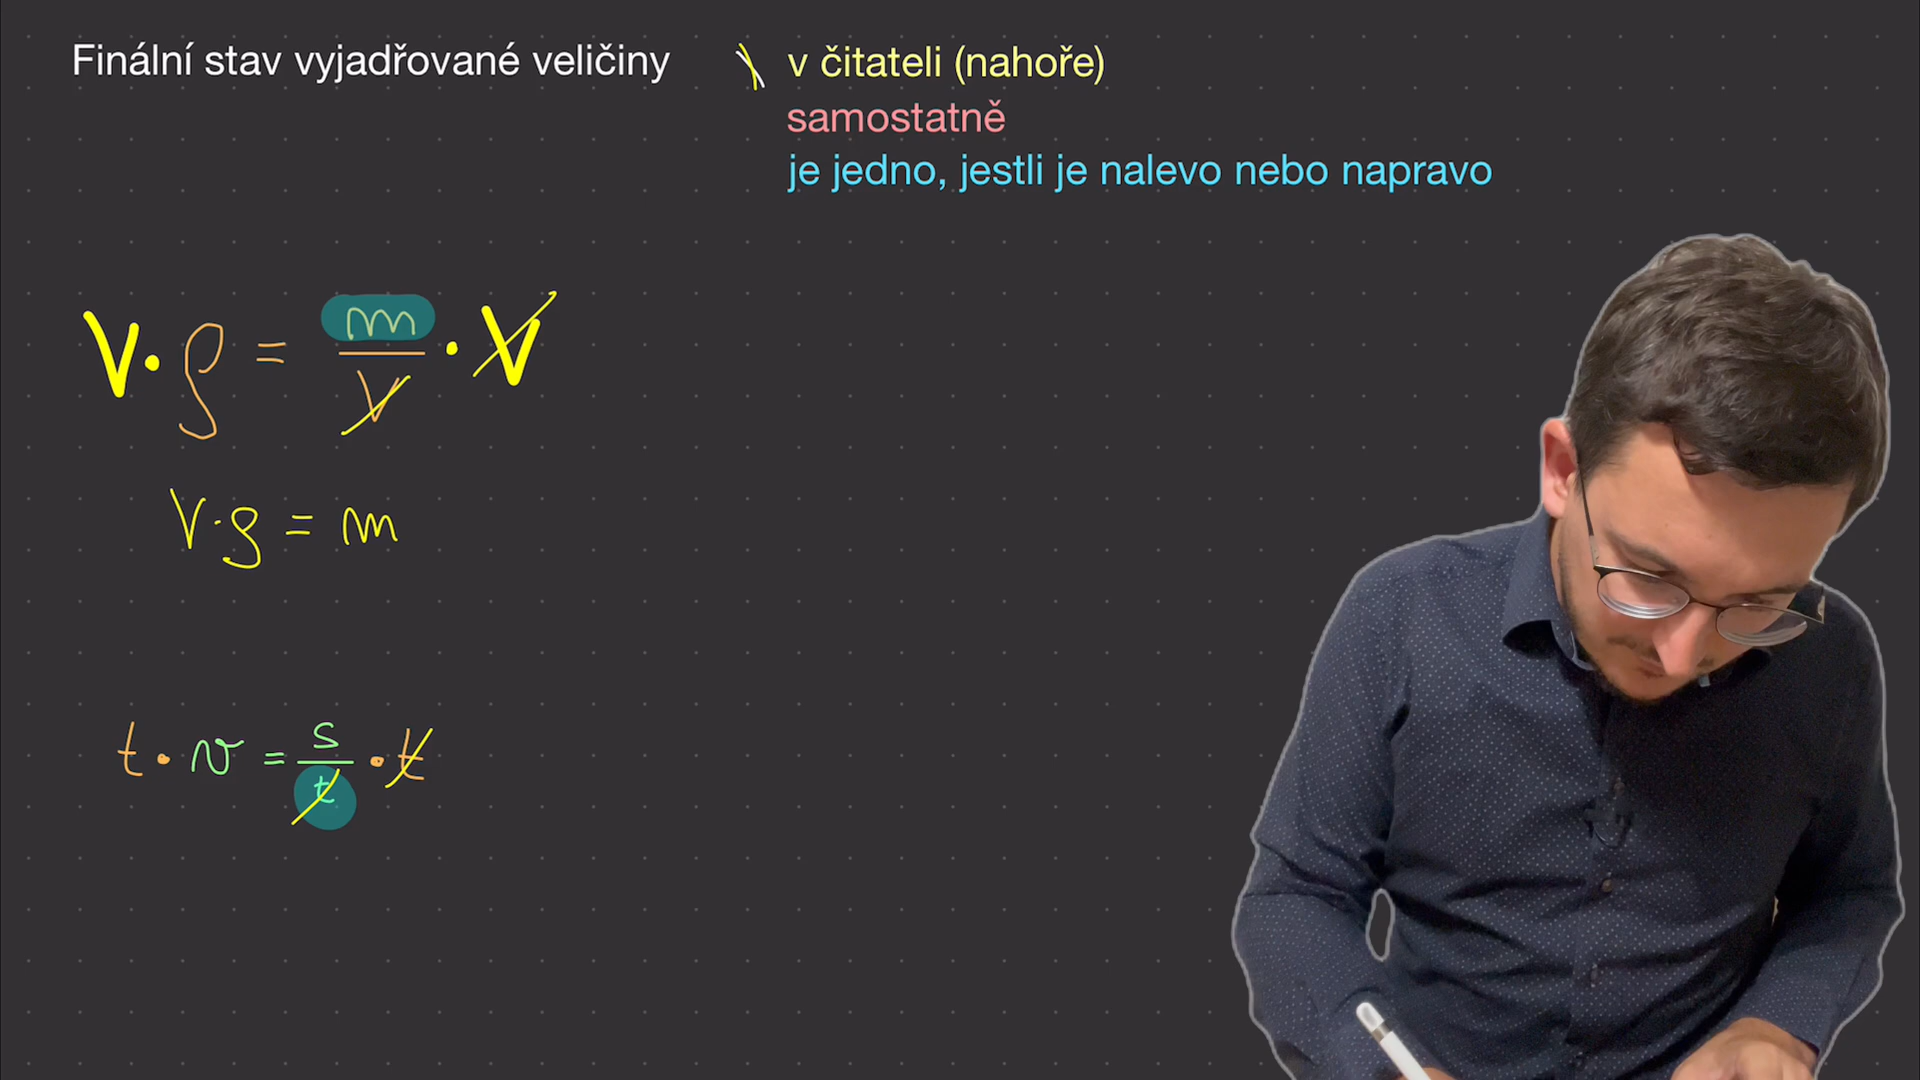 Finální stav vyjadřované veličiny
v čitateli (nahoře)
samostatně
je jedno, jestli je nalevo nebo napravo
V · ρ = m/V · V
V · ρ = m
t · v = s/t · t